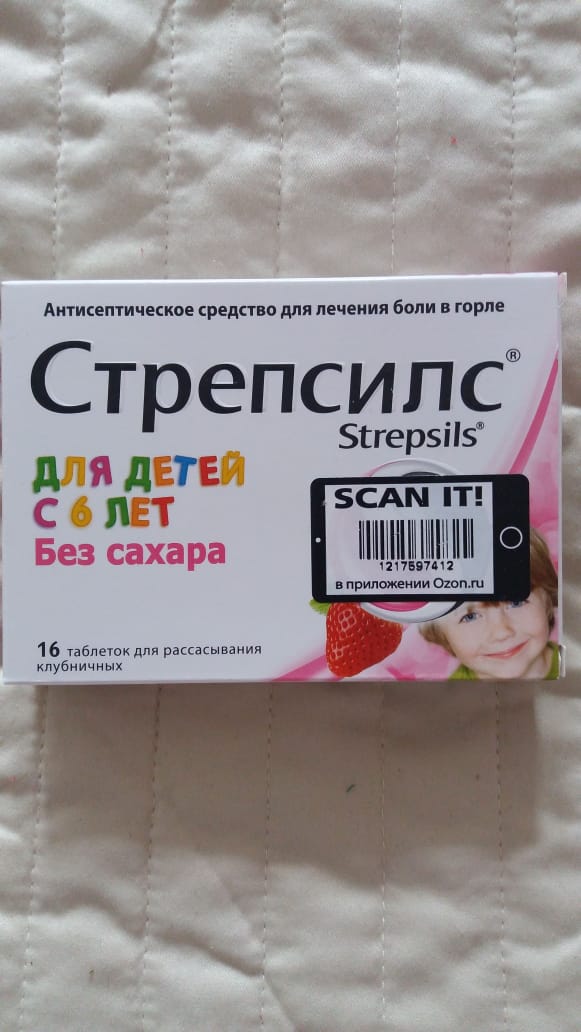 Антисептическое средство для лечения боли в горле
Стрепсилс®
Strepsils®
ДЛЯ ДЕТЕЙ
С 6 ЛЕТ
Без сахара
SCAN IT!
1217597412
в приложении Ozon.ru
16 таблеток для рассасывания
клубничных